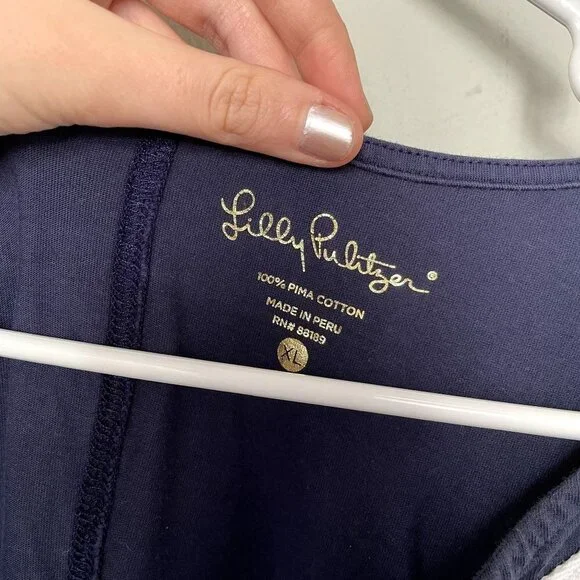 Lilly Pulitzer®
100% PIMA COTTON
MADE IN PERU
RN# 88189
XL